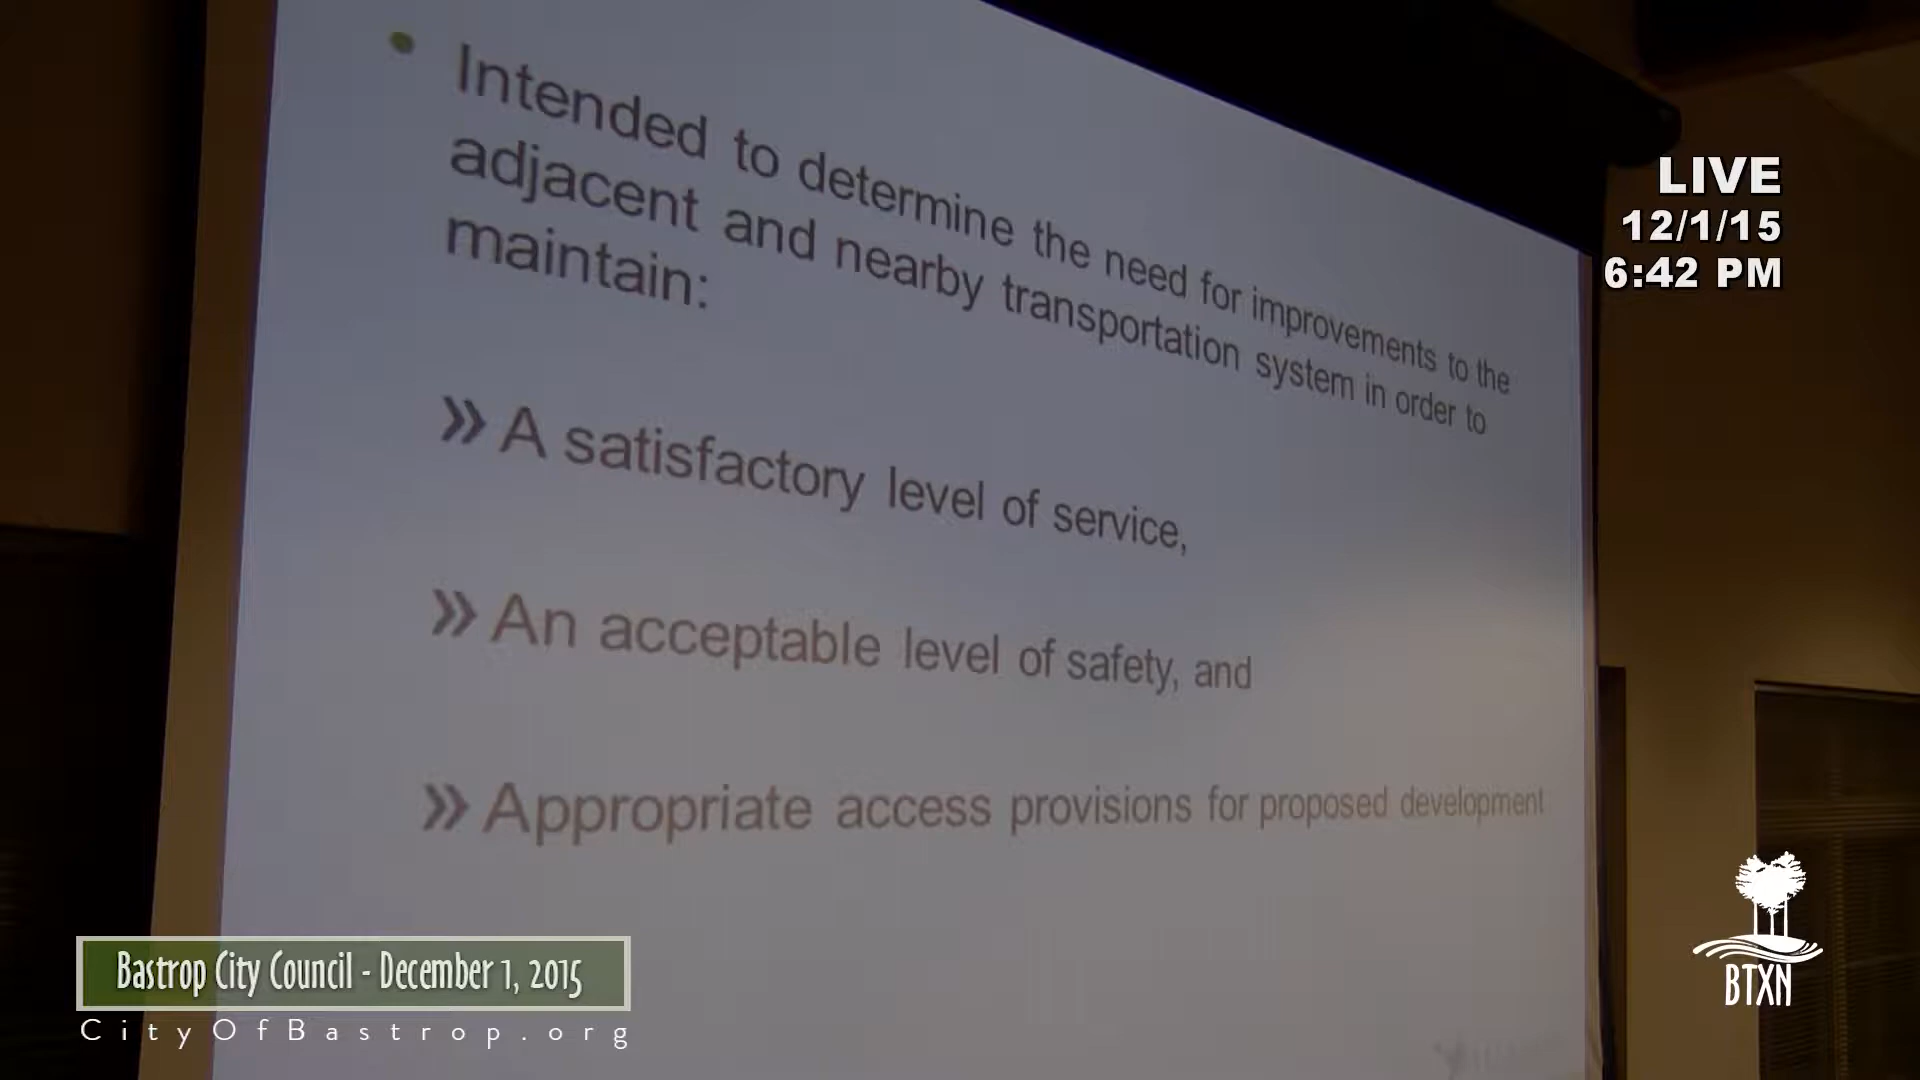 Intended to determine the need for improvements to the
adjacent and nearby transportation system in order to
maintain:
» A satisfactory level of service,
» An acceptable level of safety, and
» Appropriate access provisions for proposed development
LIVE
12/1/15
6:42 PM
Bastrop City Council - December 1, 2015
CityOfBastrop.org
BTXN